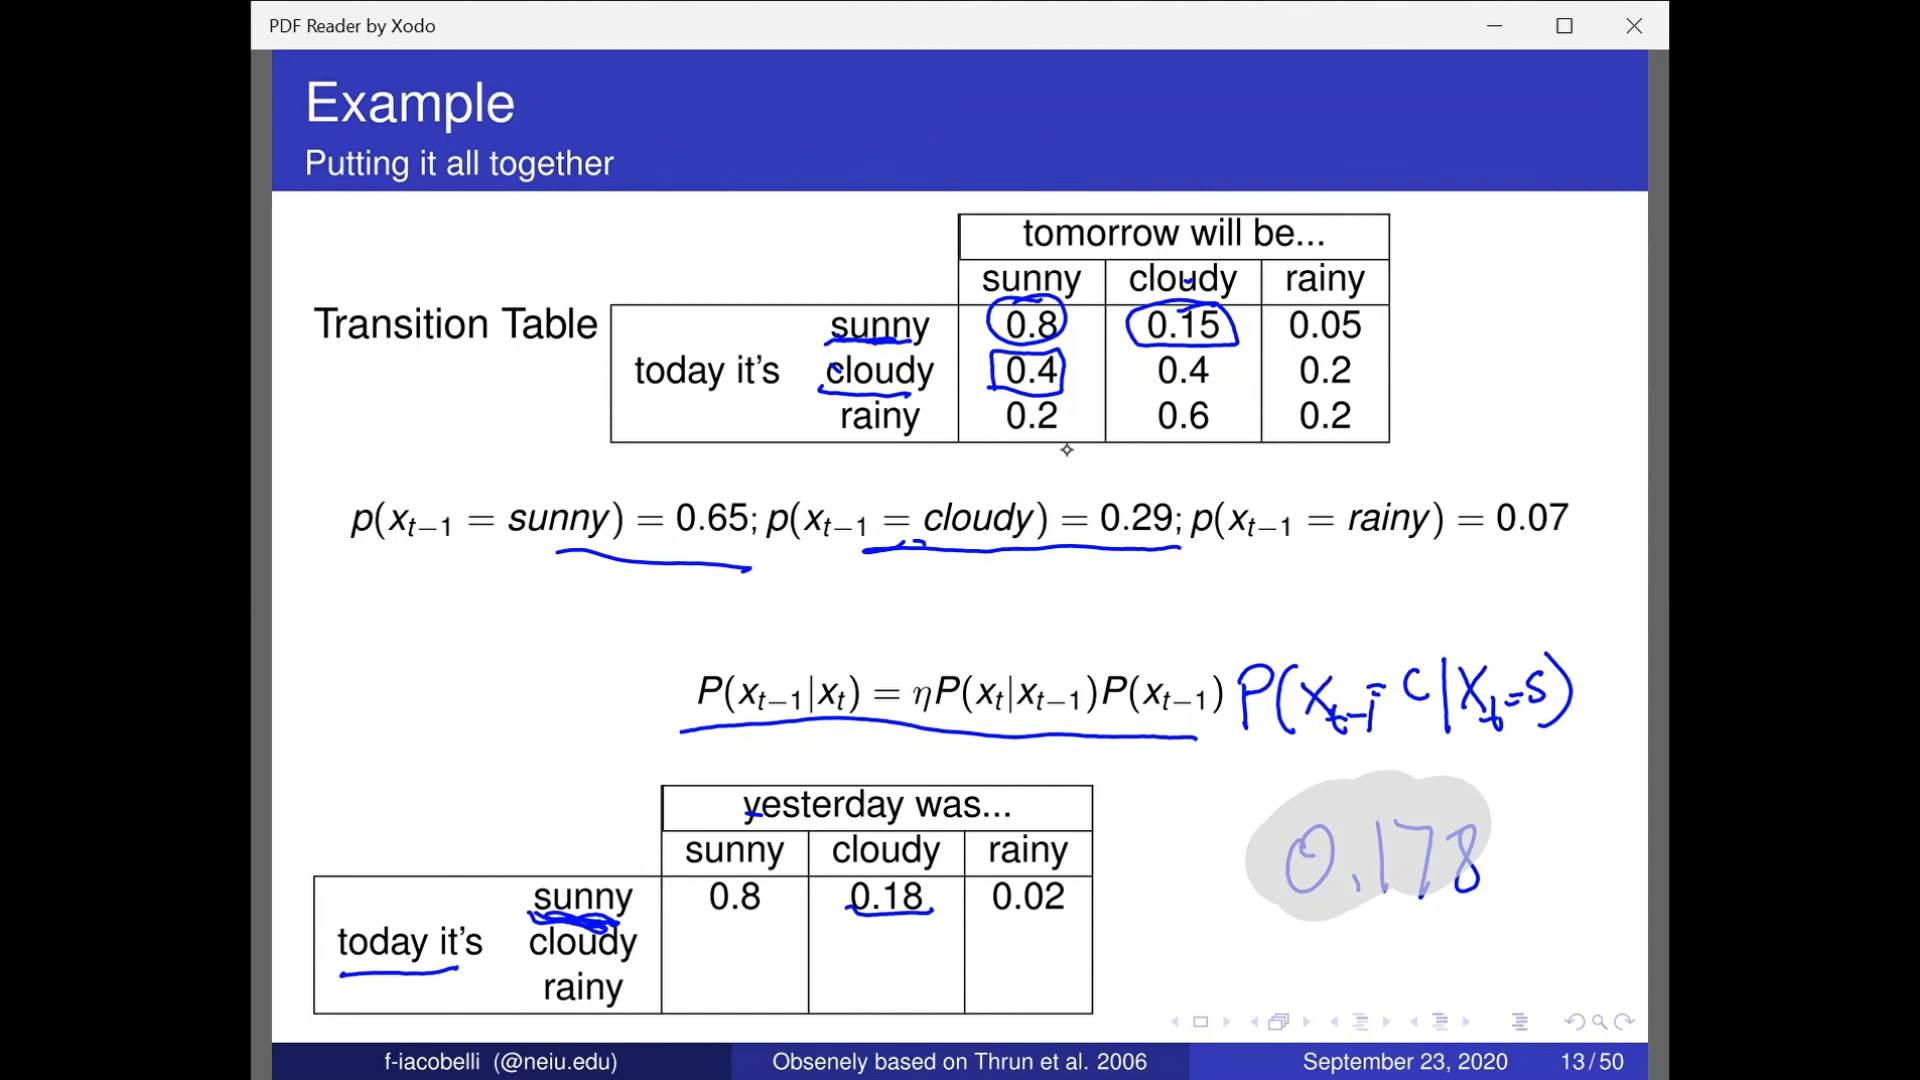 PDF Reader by Xodo
Example
Putting it all together
tomorrow will be...
sunny cloudy rainy
Transition Table sunny 0.8 0.15 0.05
today it's cloudy 0.4 0.4 0.2
rainy 0.2 0.6 0.2
p(x_{t−1} = sunny) = 0.65; p(x_{t−1} = cloudy) = 0.29; p(x_{t−1} = rainy) = 0.07
P(x_{t−1}|x_t) = ηP(x_t|x_{t−1})P(x_{t−1}) P(X_{t-1}=C|X_t=S)
yesterday was...
sunny cloudy rainy
sunny 0.8 0.18 0.02
today it's cloudy
rainy
0.178
f-iacobelli (@neiu.edu) Obsenely based on Thrun et al. 2006 September 23, 2020 13/50